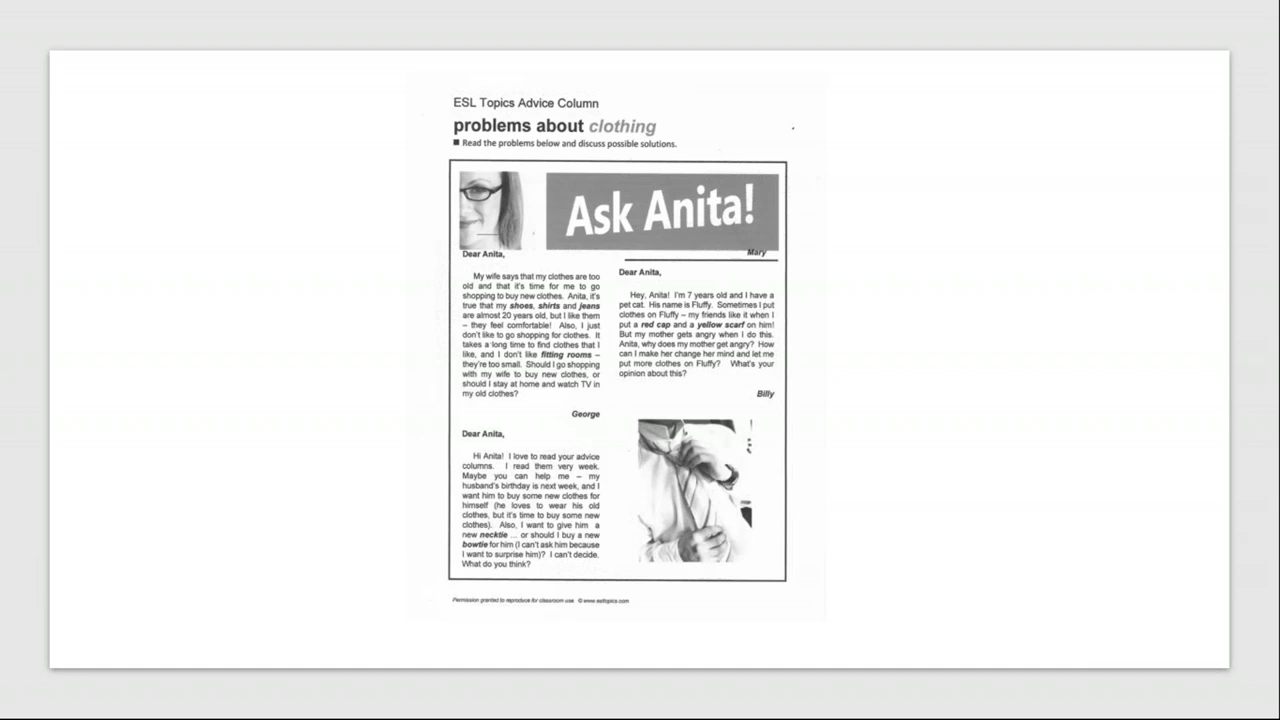 ESL Topics Advice Column
problems about clothing
■ Read the problems below and discuss possible solutions.
Ask Anita!
Dear Anita,
My wife says that my clothes are too
old and that it's time for me to go
shopping to buy new clothes. Anita, it's
true that my shoes, shirts and jeans
are almost 20 years old, but I like them
– they feel comfortable! Also, I just
don't like to go shopping for clothes. It
takes a long time to find clothes that I
like, and I don't like fitting rooms –
they're too small. Should I go shopping
with my wife to buy new clothes, or
should I stay at home and watch TV in
my old clothes?
George
Dear Anita,
Hi Anita! I love to read your advice
columns. I read them very week.
Maybe you can help me – my
husband's birthday is next week, and I
want him to buy some new clothes for
himself (he loves to wear his old
clothes, but it's time to buy some new
clothes). Also, I want to give him a
new necktie ... or should I buy a new
bowtie for him (I can't ask him because
I want to surprise him)? I can't decide.
What do you think?
Mary
Dear Anita,
Hey, Anita! I'm 7 years old and I have a
pet cat. His name is Fluffy. Sometimes I put
clothes on Fluffy – my friends like it when I
put a red cap and a yellow scarf on him!
But my mother gets angry when I do this.
Anita, why does my mother get angry? How
can I make her change her mind and let me
put more clothes on Fluffy? What's your
opinion about this?
Billy
Permission granted to reproduce for classroom use © www.esltopics.com